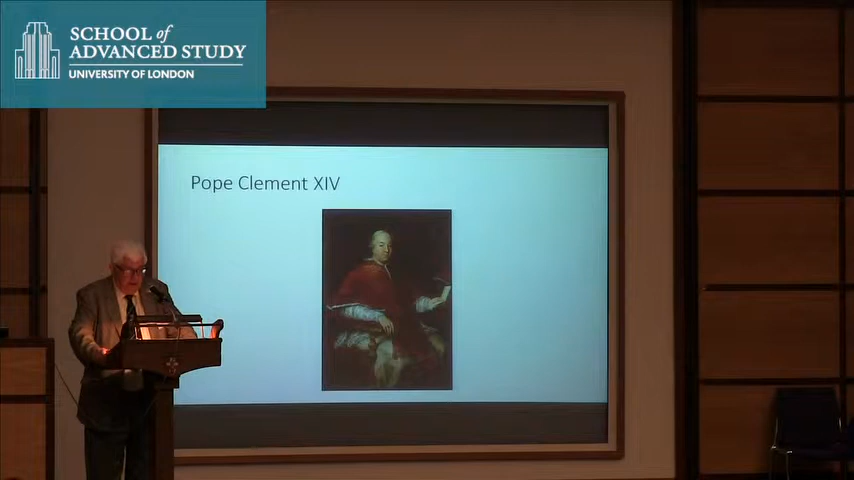 SCHOOL of
ADVANCED STUDY
UNIVERSITY OF LONDON
Pope Clement XIV